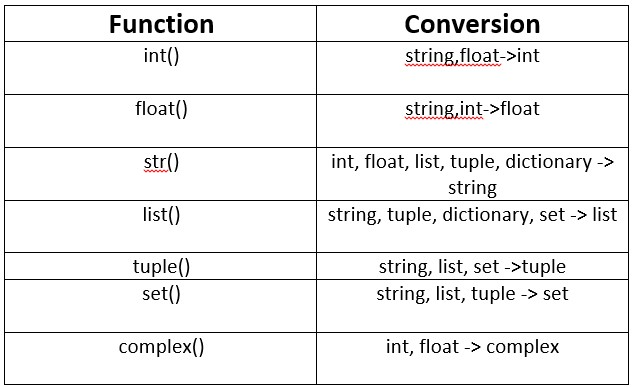 Function Conversion
int() string,float->int
float() string,int->float
str() int, float, list, tuple, dictionary ->
string
list() string, tuple, dictionary, set -> list
tuple() string, list, set ->tuple
set() string, list, tuple -> set
complex() int, float -> complex